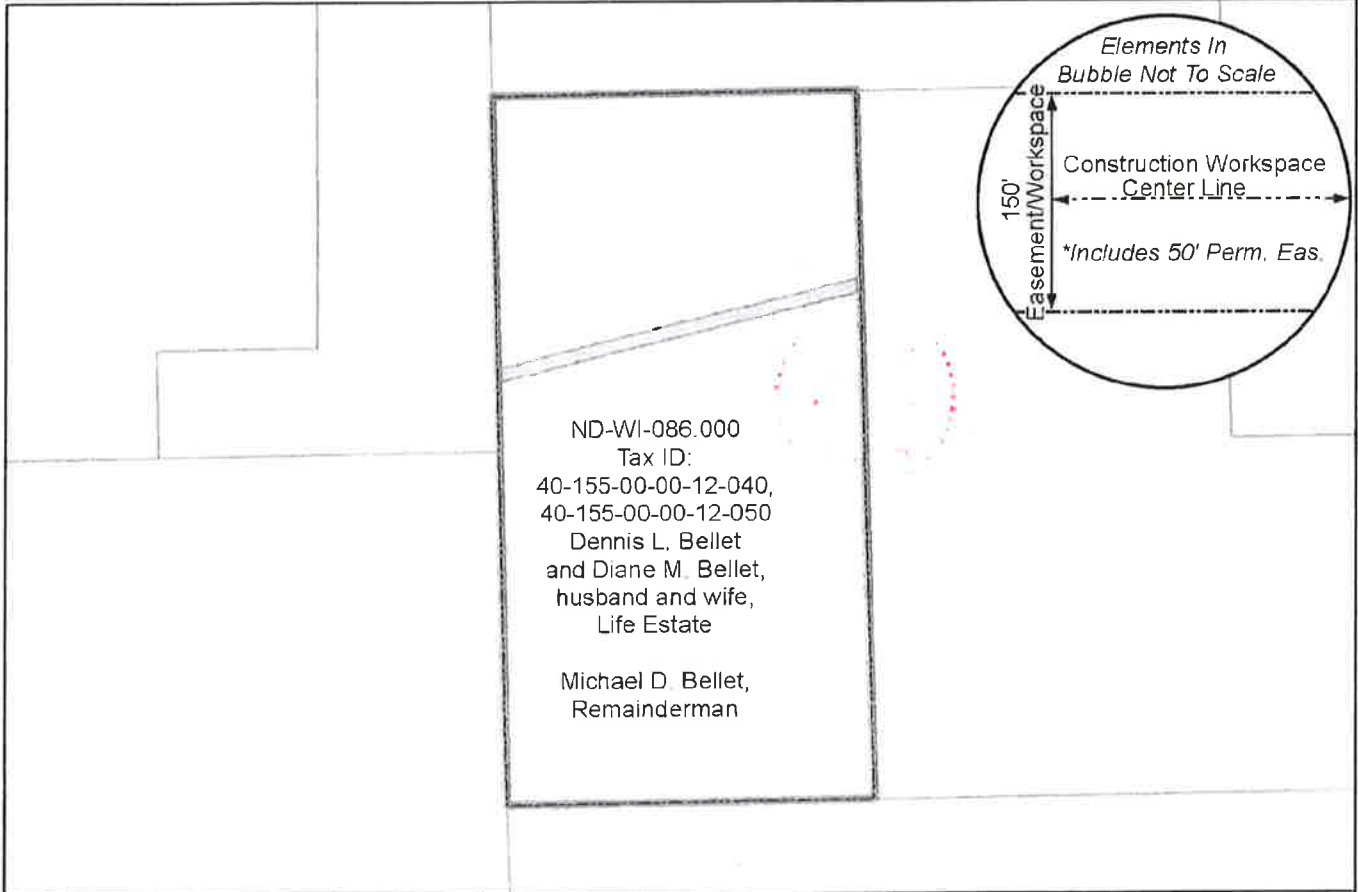 Elements In
Bubble Not To Scale
150'
Easement/Workspace
Construction Workspace
Center Line
*Includes 50' Perm. Eas.
ND-WI-086.000
Tax ID:
40-155-00-00-12-040,
40-155-00-00-12-050
Dennis L. Bellet
and Diane M. Bellet,
husband and wife,
Life Estate
Michael D. Bellet,
Remainderman